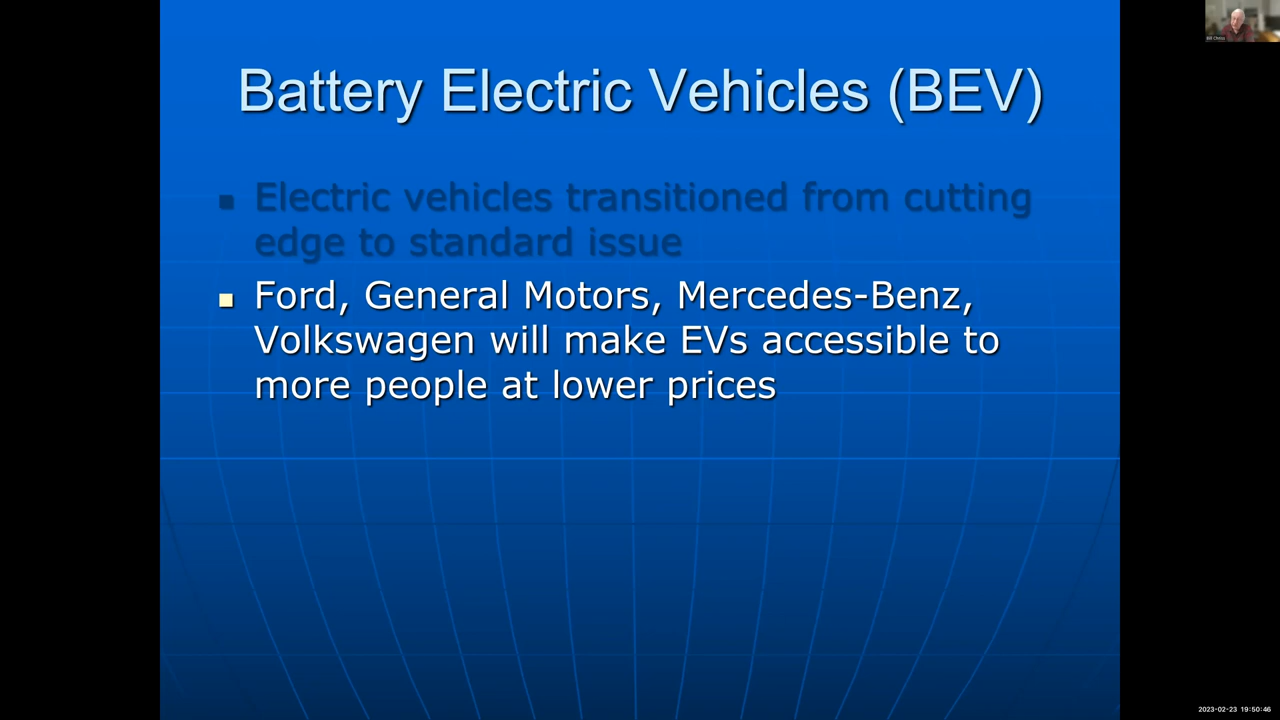 Battery Electric Vehicles (BEV)
Electric vehicles transitioned from cutting
edge to standard issue
Ford, General Motors, Mercedes-Benz,
Volkswagen will make EVs accessible to
more people at lower prices
2023-02-23 19:50:46